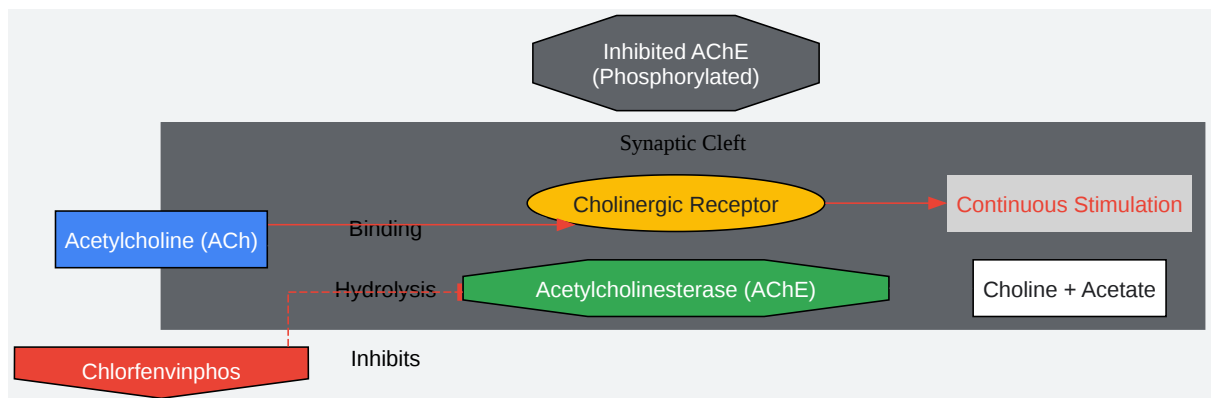 Inhibited AChE
(Phosphorylated)
Synaptic Cleft
Cholinergic Receptor
Continuous Stimulation
Binding
Acetylcholine (ACh)
Hydrolysis
Acetylcholinesterase (AChE)
Choline + Acetate
Inhibits
Chlorfenvinphos